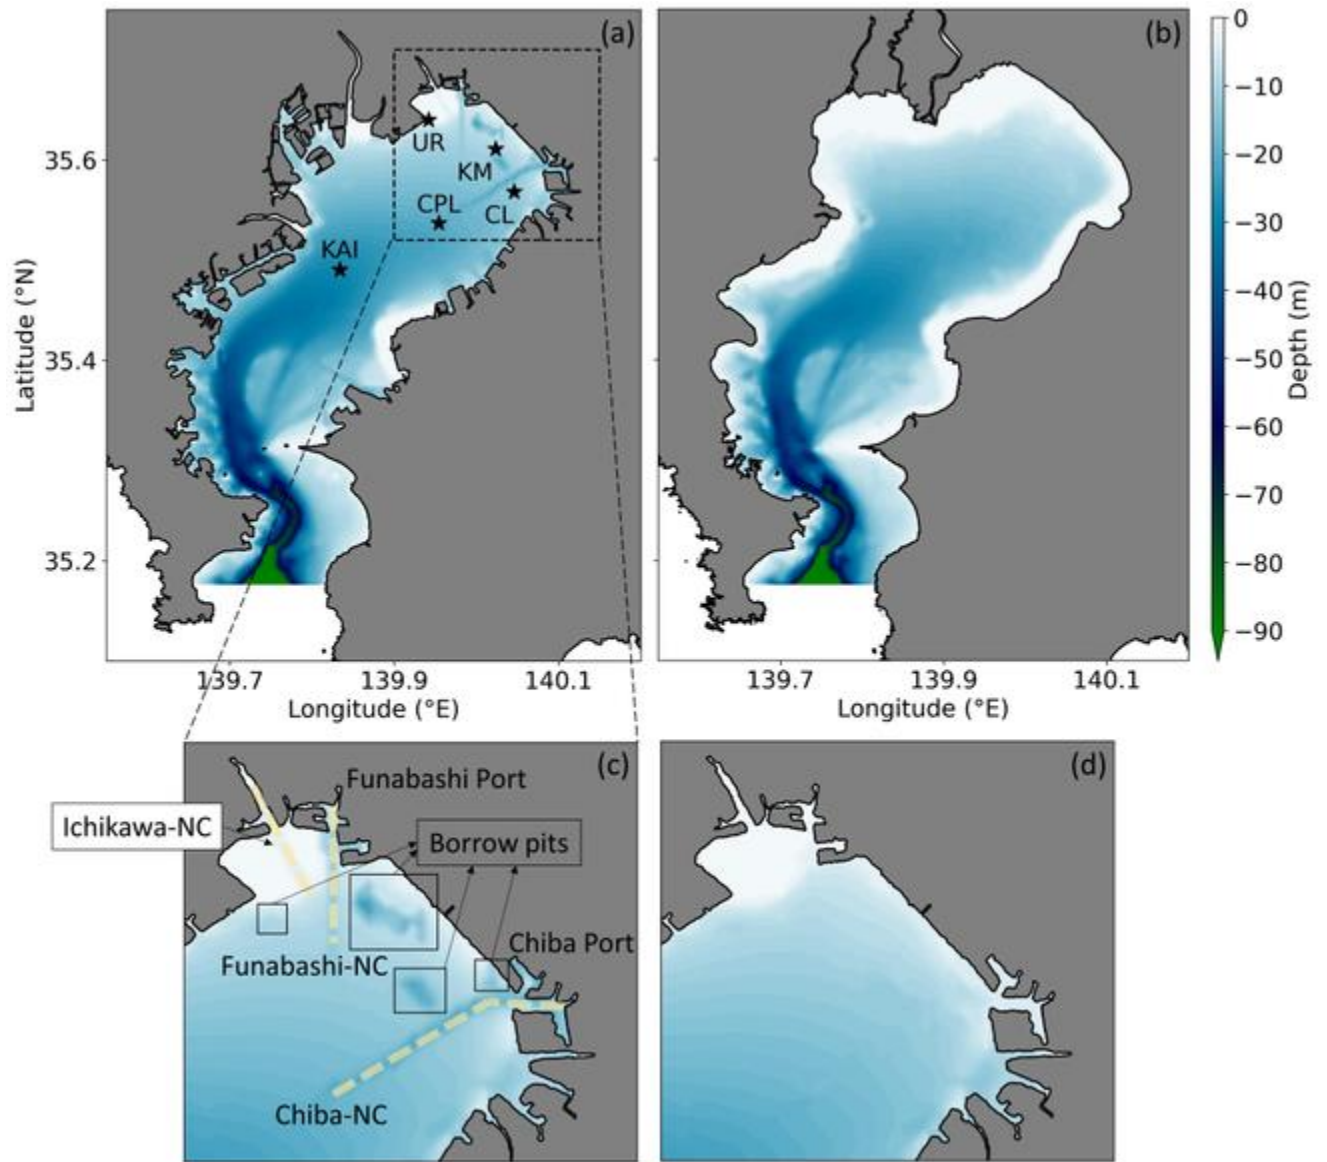 (a)
(b)
UR
KM
CPL
CL
KAI
35.6
35.4
35.2
Latitude (°N)
139.7
139.9
140.1
Longitude (°E)
139.7
139.9
140.1
Longitude (°E)
0
−10
−20
−30
−40
−50
−60
−70
−80
−90
Depth (m)
(c)
Funabashi Port
Ichikawa-NC
Borrow pits
Chiba Port
Funabashi-NC
Chiba-NC
(d)